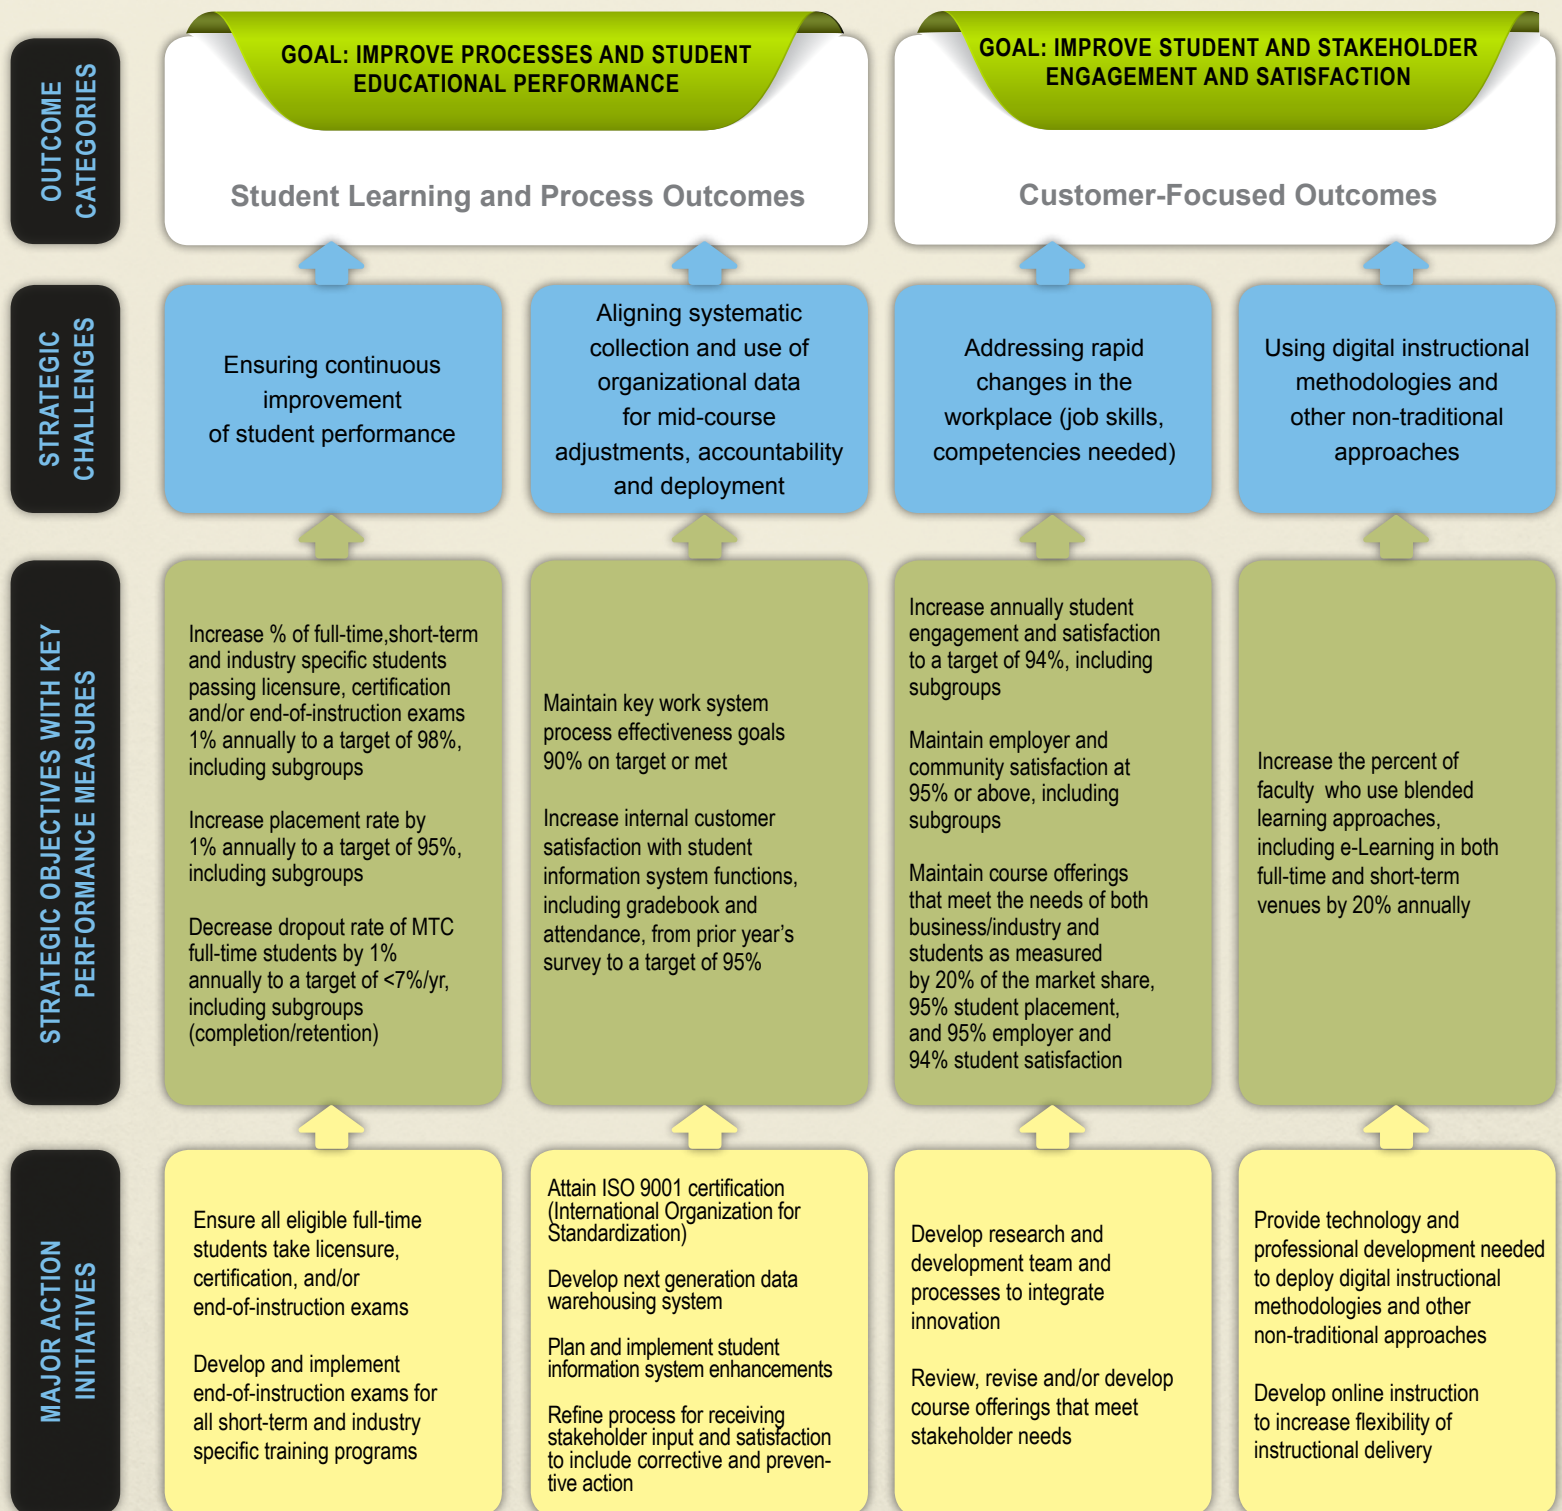 OUTCOME
CATEGORIES
GOAL: IMPROVE PROCESSES AND STUDENT
EDUCATIONAL PERFORMANCE
Student Learning and Process Outcomes
GOAL: IMPROVE STUDENT AND STAKEHOLDER
ENGAGEMENT AND SATISFACTION
Customer-Focused Outcomes
STRATEGIC
CHALLENGES
Ensuring continuous
improvement
of student performance
Aligning systematic
collection and use of
organizational data
for mid-course
adjustments, accountability
and deployment
Addressing rapid
changes in the
workplace (job skills,
competencies needed)
Using digital instructional
methodologies and
other non-traditional
approaches
STRATEGIC OBJECTIVES WITH KEY
PERFORMANCE MEASURES
Increase % of full-time,short-term
and industry specific students
passing licensure, certification
and/or end-of-instruction exams
1% annually to a target of 98%,
including subgroups
Increase placement rate by
1% annually to a target of 95%,
including subgroups
Decrease dropout rate of MTC
full-time students by 1%
annually to a target of <7%/yr,
including subgroups
(completion/retention)
Maintain key work system
process effectiveness goals
90% on target or met
Increase internal customer
satisfaction with student
information system functions,
including gradebook and
attendance, from prior year’s
survey to a target of 95%
Increase annually student
engagement and satisfaction
to a target of 94%, including
subgroups
Maintain employer and
community satisfaction at
95% or above, including
subgroups
Maintain course offerings
that meet the needs of both
business/industry and
students as measured
by 20% of the market share,
95% student placement,
and 95% employer and
94% student satisfaction
Increase the percent of
faculty who use blended
learning approaches,
including e-Learning in both
full-time and short-term
venues by 20% annually
MAJOR ACTION
INITIATIVES
Ensure all eligible full-time
students take licensure,
certification, and/or
end-of-instruction exams
Develop and implement
end-of-instruction exams for
all short-term and industry
specific training programs
Attain ISO 9001 certification
(International Organization for
Standardization)
Develop next generation data
warehousing system
Plan and implement student
information system enhancements
Refine process for receiving
stakeholder input and satisfaction
to include corrective and preven-
tive action
Develop research and
development team and
processes to integrate
innovation
Review, revise and/or develop
course offerings that meet
stakeholder needs
Provide technology and
professional development needed
to deploy digital instructional
methodologies and other
non-traditional approaches
Develop online instruction
to increase flexibility of
instructional delivery